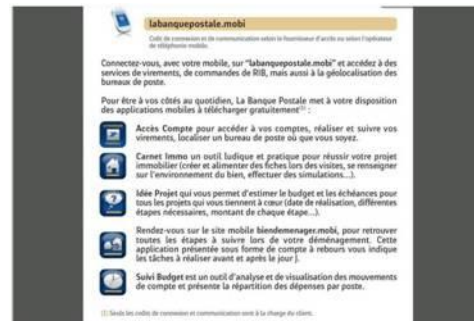 labanquepostale.mobi
Coût de connexion et de communication selon le fournisseur d'accès ou selon l'opérateur
de téléphonie mobile.
Connectez-vous, avec votre mobile, sur "labanquepostale.mobi" et accédez à des
services de virements, de commandes de RIB, mais aussi à la géolocalisation des
bureaux de poste.
Pour être à vos côtés au quotidien, La Banque Postale met à votre disposition
des applications mobiles à télécharger gratuitement(1) :
Accès Compte pour accéder à vos comptes, réaliser et suivre vos
virements, localiser un bureau de poste où que vous soyez.
Carnet Immo un outil ludique et pratique pour réussir votre projet
immobilier (créer et alimenter des fiches lors des visites, se renseigner
sur l'environnement du bien, effectuer des simulations...).
Idée Projet qui vous permet d'estimer le budget et les échéances pour
tous les projets qui vous tiennent à cœur (date de réalisation, différentes
étapes nécessaires, montant de chaque étape...).
Rendez-vous sur le site mobile biendemenager.mobi, pour retrouver
toutes les étapes à suivre lors de votre déménagement. Cette
application présentée sous forme de compte à rebours vous indique
les tâches à réaliser avant et après le jour J.
Suivi Budget est un outil d'analyse et de visualisation des mouvements
de compte et présente la répartition des dépenses par poste.
(1) Seuls les coûts de connexion et communication sont à la charge du client.